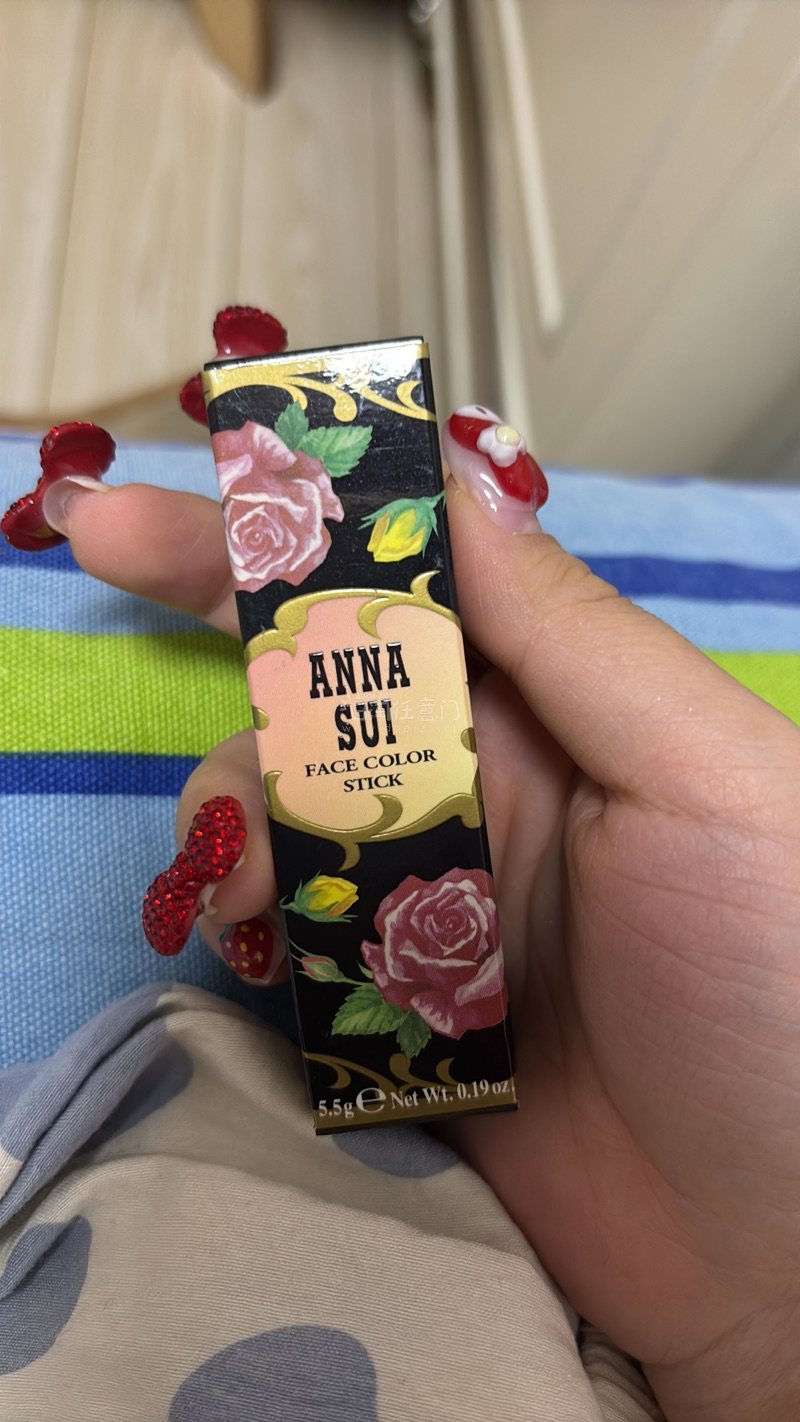 ANNA
SUI
FACE COLOR
STICK
5.5g ℮ Net Wt. 0.19 oz.